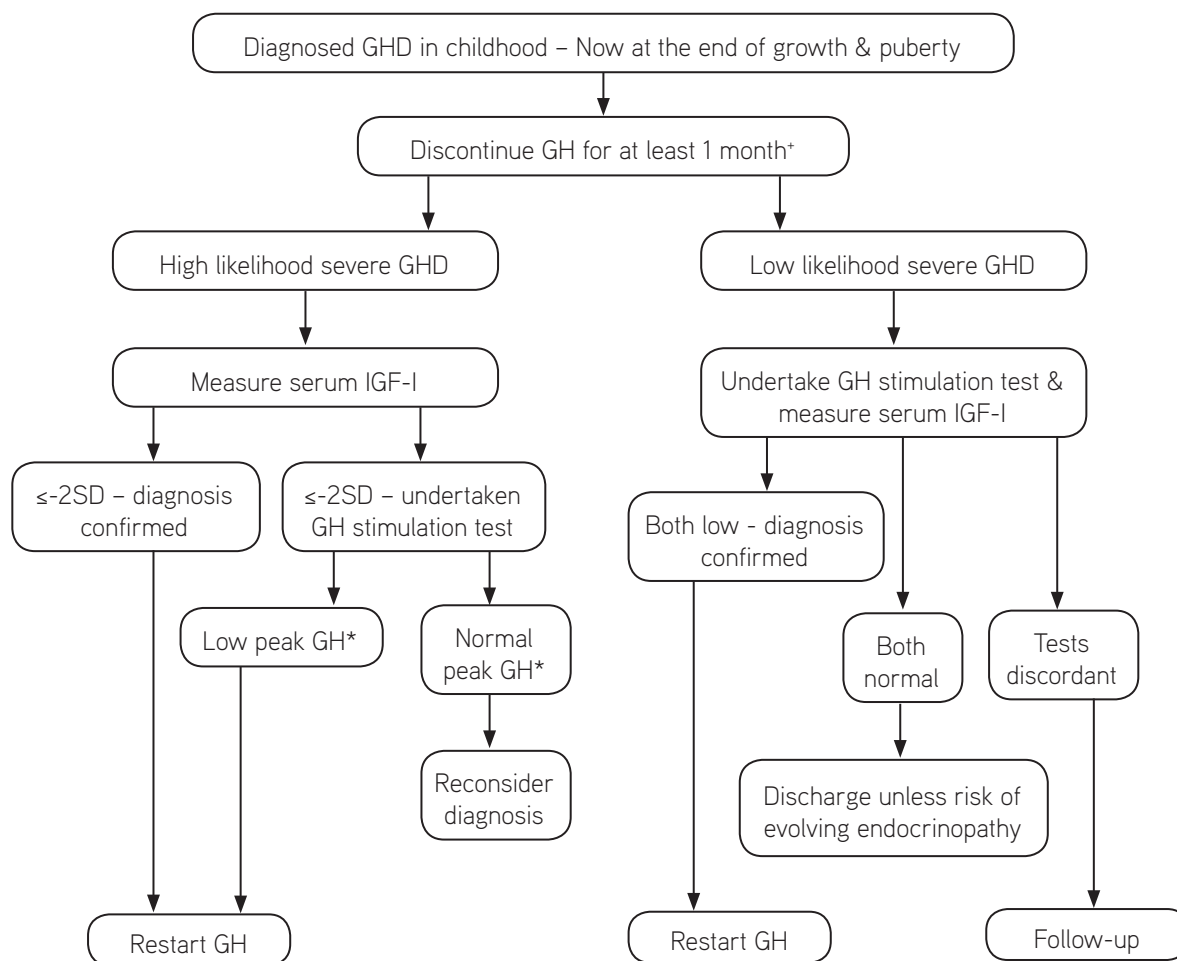 Diagnosed GHD in childhood – Now at the end of growth & puberty
Discontinue GH for at least 1 month⁺
High likelihood severe GHD
Low likelihood severe GHD
Measure serum IGF-I
Undertake GH stimulation test &
measure serum IGF-I
≤-2SD – diagnosis
confirmed
≤-2SD – undertaken
GH stimulation test
Both low - diagnosis
confirmed
Low peak GH*
Normal
peak GH*
Both
normal
Tests
discordant
Reconsider
diagnosis
Discharge unless risk of
evolving endocrinopathy
Restart GH
Restart GH
Follow-up